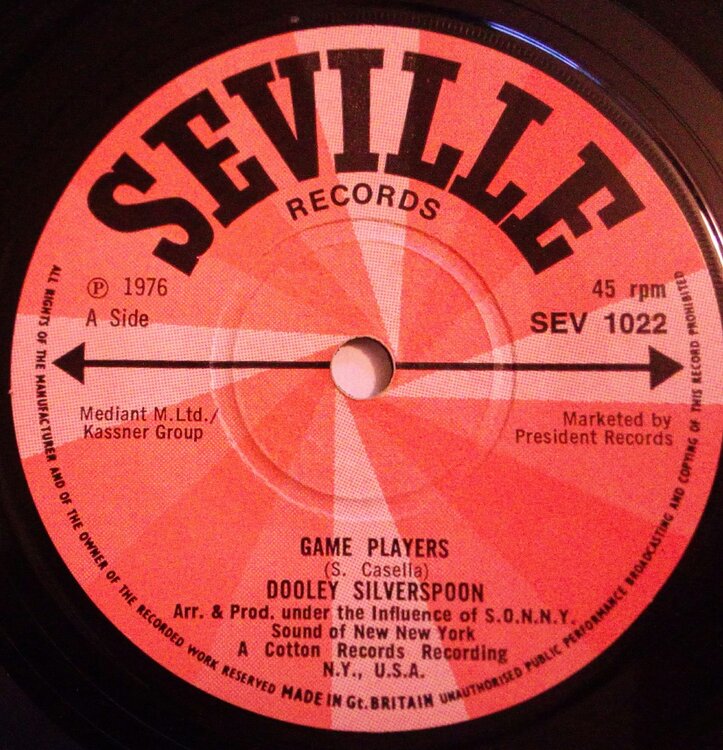 SEVILLE
RECORDS
℗ 1976
A Side
45 rpm
SEV 1022
Mediant M.Ltd./
Kassner Group
Marketed by
President Records
GAME PLAYERS
(S. Casella)
DOOLEY SILVERSPOON
Arr. & Prod. under the Influence of S.O.N.N.Y.
Sound of New New York
A Cotton Records Recording
N.Y., U.S.A.
ALL RIGHTS OF THE MANUFACTURER AND OF THE OWNER OF THE RECORDED WORK RESERVED MADE IN Gt. BRITAIN UNAUTHORISED PUBLIC PERFORMANCE BROADCASTING AND COPYING OF THIS RECORD PROHIBITED